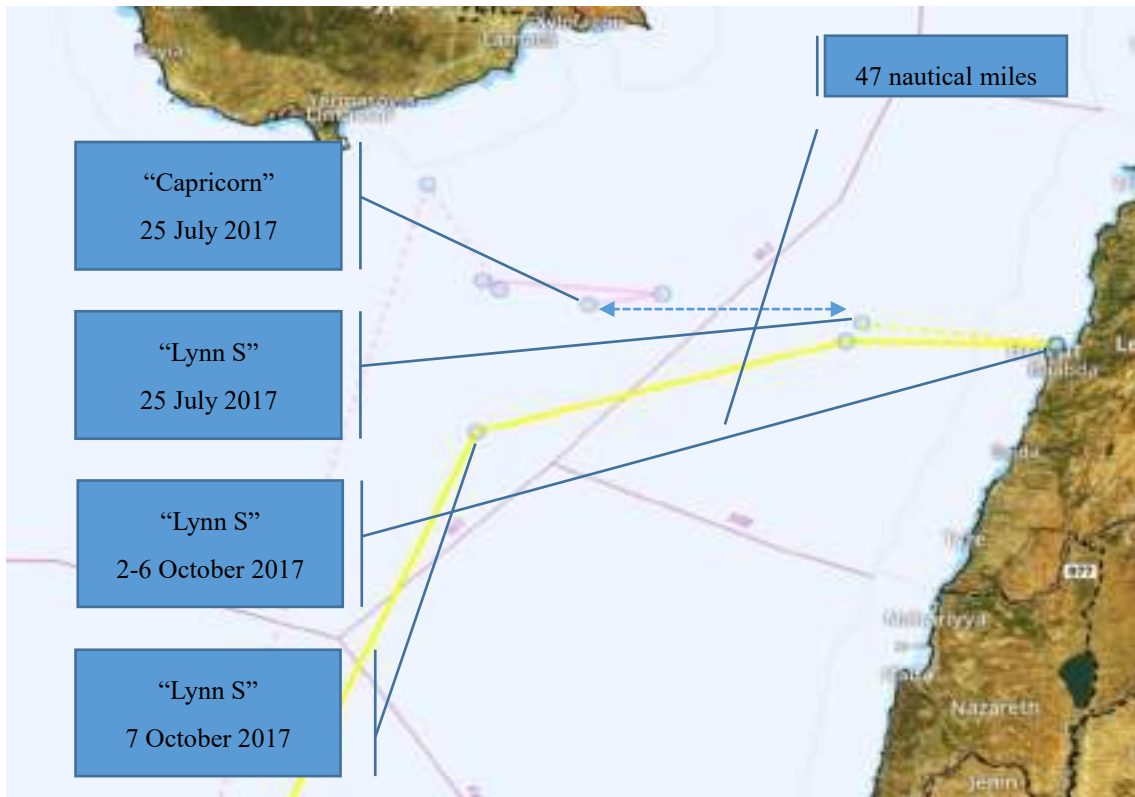 47 nautical miles
Limassol
“Capricorn”
25 July 2017
“Lynn S”
25 July 2017
“Lynn S”
2-6 October 2017
“Lynn S”
7 October 2017
Tyre
Nahariyya
Nazareth
Jenin